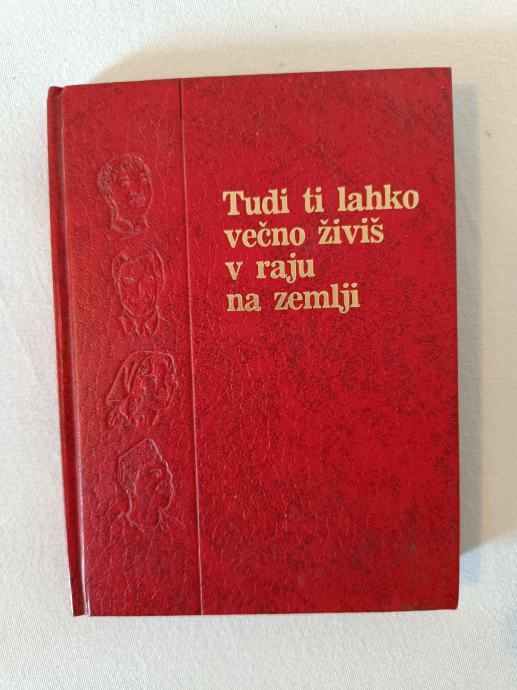 Tudi ti lahko
večno živiš
v raju
na zemlji